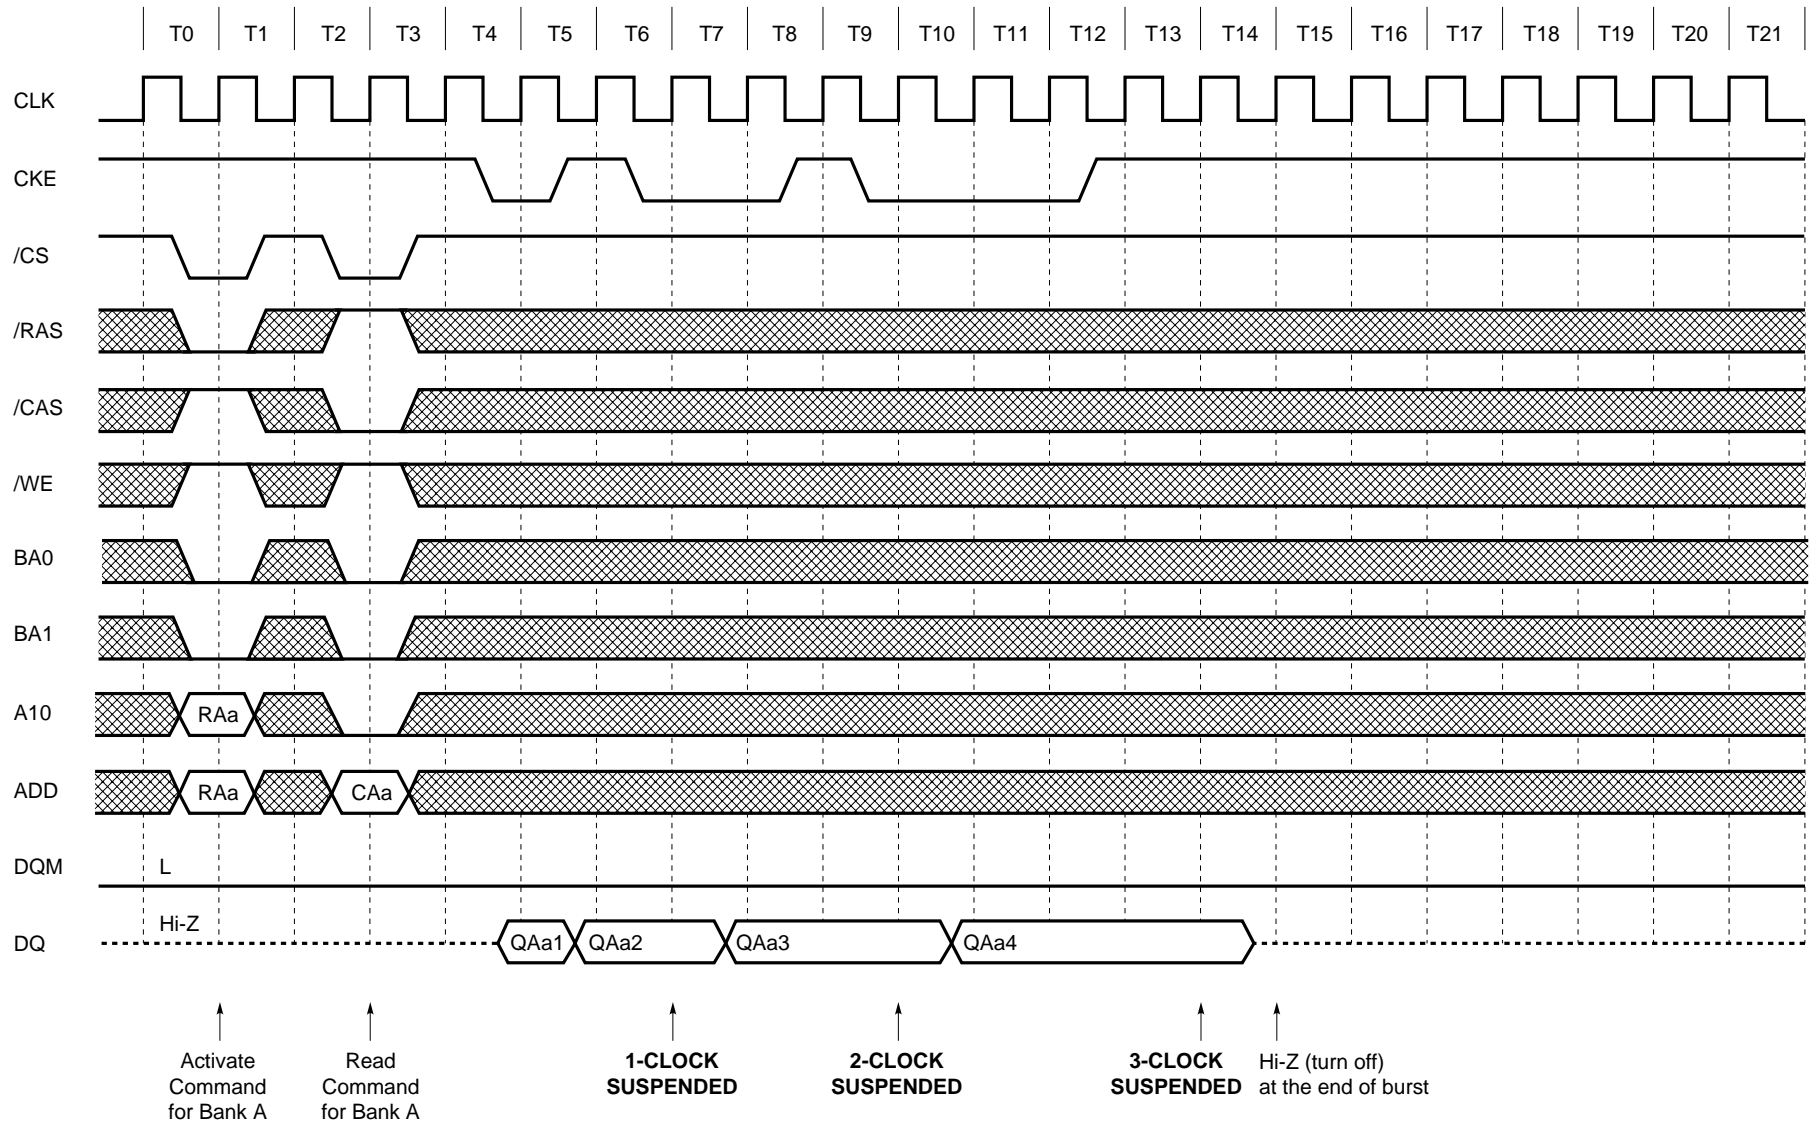 T0 T1 T2 T3 T4 T5 T6 T7 T8 T9 T10 T11 T12 T13 T14 T15 T16 T17 T18 T19 T20 T21
CLK
CKE
/CS
/RAS
/CAS
/WE
BA0
BA1
A10 RAa
ADD RAa CAa
DQM L
Hi-Z
DQ QAa1 QAa2 QAa3 QAa4
Activate
Command
for Bank A
Read
Command
for Bank A
1-CLOCK
SUSPENDED
2-CLOCK
SUSPENDED
3-CLOCK
SUSPENDED
Hi-Z (turn off)
at the end of burst